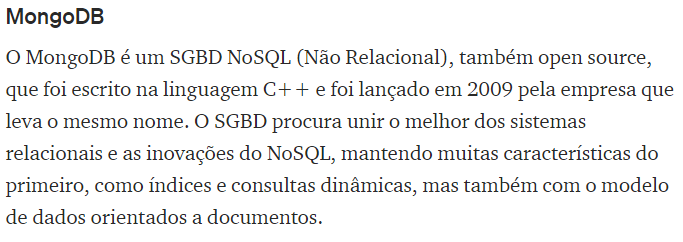 MongoDB
O MongoDB é um SGBD NoSQL (Não Relacional), também open source,
que foi escrito na linguagem C++ e foi lançado em 2009 pela empresa que
leva o mesmo nome. O SGBD procura unir o melhor dos sistemas
relacionais e as inovações do NoSQL, mantendo muitas características do
primeiro, como índices e consultas dinâmicas, mas também com o modelo
de dados orientados a documentos.